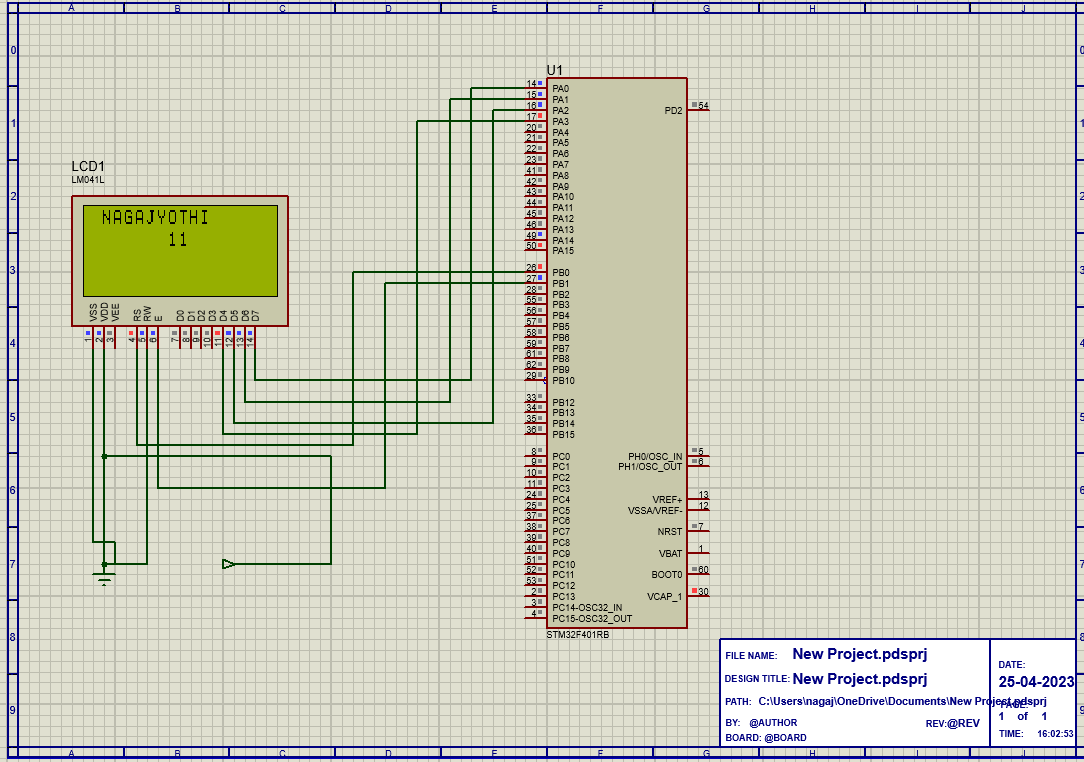 A B C D E F G H I J
0 0
U1
14 PA0
15 PA1
16 PA2
17 PA3
20 PA4
21 PA5
22 PA6
23 PA7
41 PA8
42 PA9
43 PA10
44 PA11
45 PA12
46 PA13
49 PA14
50 PA15
26 PB0
27 PB1
28 PB2
55 PB3
56 PB4
57 PB5
58 PB6
59 PB7
61 PB8
62 PB9
29 PB10
33 PB12
34 PB13
35 PB14
36 PB15
8 PC0
9 PC1
10 PC2
11 PC3
24 PC4
25 PC5
37 PC6
38 PC7
39 PC8
40 PC9
51 PC10
52 PC11
53 PC12
2 PC13
3 PC14-OSC32_IN
4 PC15-OSC32_OUT
PD2 54
PH0/OSC_IN 5
PH1/OSC_OUT 6
VREF+ 13
VSSA/VREF- 12
NRST 7
VBAT 1
BOOT0 60
VCAP_1 30
STM32F401RB
1 1
LCD1
LM041L
2 2
NAGAJYOTHI
11
3 3
VSS VDD VEE RS RW E D0 D1 D2 D3 D4 D5 D6 D7
1 2 3 4 5 6 7 8 9 10 11 12 13 14
4 4
5 5
6 6
7 7
8 8
9 9
FILE NAME: New Project.pdsprj
DESIGN TITLE: New Project.pdsprj
PATH: C:\Users\nagaj\OneDrive\Documents\New Project.pdsprj
BY: @AUTHOR REV:@REV
BOARD: @BOARD
DATE:
25-04-2023
PAGE:
1 of 1
TIME: 16:02:53
A B C D E F G H I J